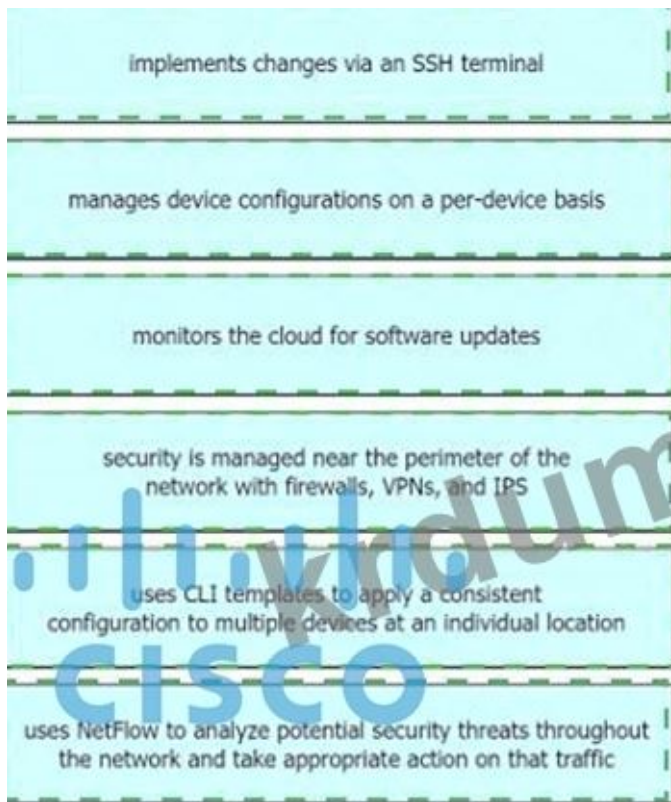 implements changes via an SSH terminal
manages device configurations on a per-device basis
monitors the cloud for software updates
security is managed near the perimeter of the
network with firewalls, VPNs, and IPS
uses CLI templates to apply a consistent
configuration to multiple devices at an individual location
uses NetFlow to analyze potential security threats throughout
the network and take appropriate action on that traffic
krdum
CISCO